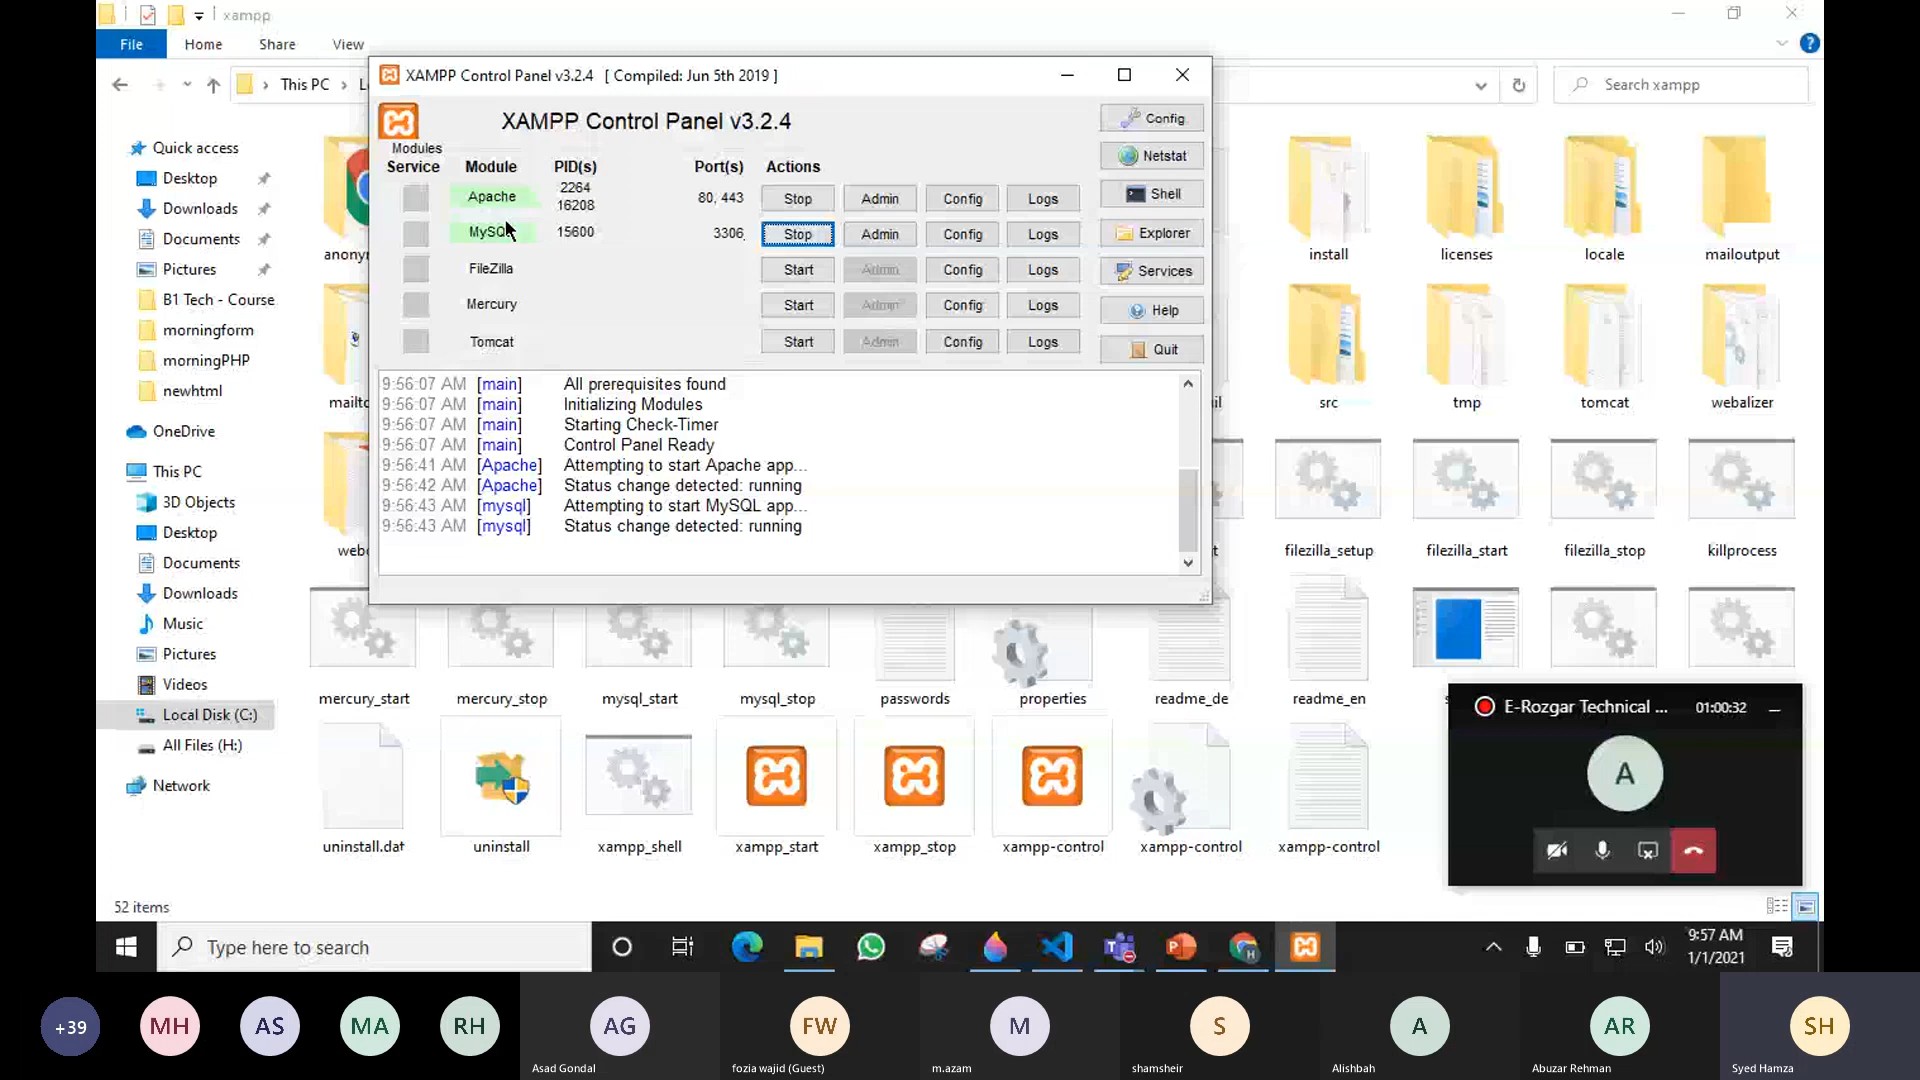 xampp
File Home Share View
This PC
Search xampp
XAMPP Control Panel v3.2.4 [ Compiled: Jun 5th 2019 ]
XAMPP Control Panel v3.2.4
Modules
Service Module PID(s) Port(s) Actions
Apache 2264 16208 80, 443 Stop Admin Config Logs
MySQL 15600 3306 Stop Admin Config Logs
FileZilla Start Admin Config Logs
Mercury Start Admin Config Logs
Tomcat Start Admin Config Logs
Config
Netstat
Shell
Explorer
Services
Help
Quit
9:56:07 AM [main] All prerequisites found
9:56:07 AM [main] Initializing Modules
9:56:07 AM [main] Starting Check-Timer
9:56:07 AM [main] Control Panel Ready
9:56:41 AM [Apache] Attempting to start Apache app...
9:56:42 AM [Apache] Status change detected: running
9:56:43 AM [mysql] Attempting to start MySQL app...
9:56:43 AM [mysql] Status change detected: running
Quick access
Desktop
Downloads
Documents
Pictures
B1 Tech - Course
morningform
morningPHP
newhtml
OneDrive
This PC
3D Objects
Desktop
Documents
Downloads
Music
Pictures
Videos
Local Disk (C:)
All Files (H:)
Network
install licenses locale mailoutput
src tmp tomcat webalizer
filezilla_setup filezilla_start filezilla_stop killprocess
mercury_start mercury_stop mysql_start mysql_stop passwords properties readme_de readme_en
uninstall.dat uninstall xampp_shell xampp_start xampp_stop xampp-control xampp-control xampp-control
E-Rozgar Technical ... 01:00:32
A
52 items
Type here to search
9:57 AM
1/1/2021
+39 MH AS MA RH AG FW M S A AR SH
Asad Gondal fozia wajid (Guest) m.azam shamsheir Alishbah Abuzar Rehman Syed Hamza